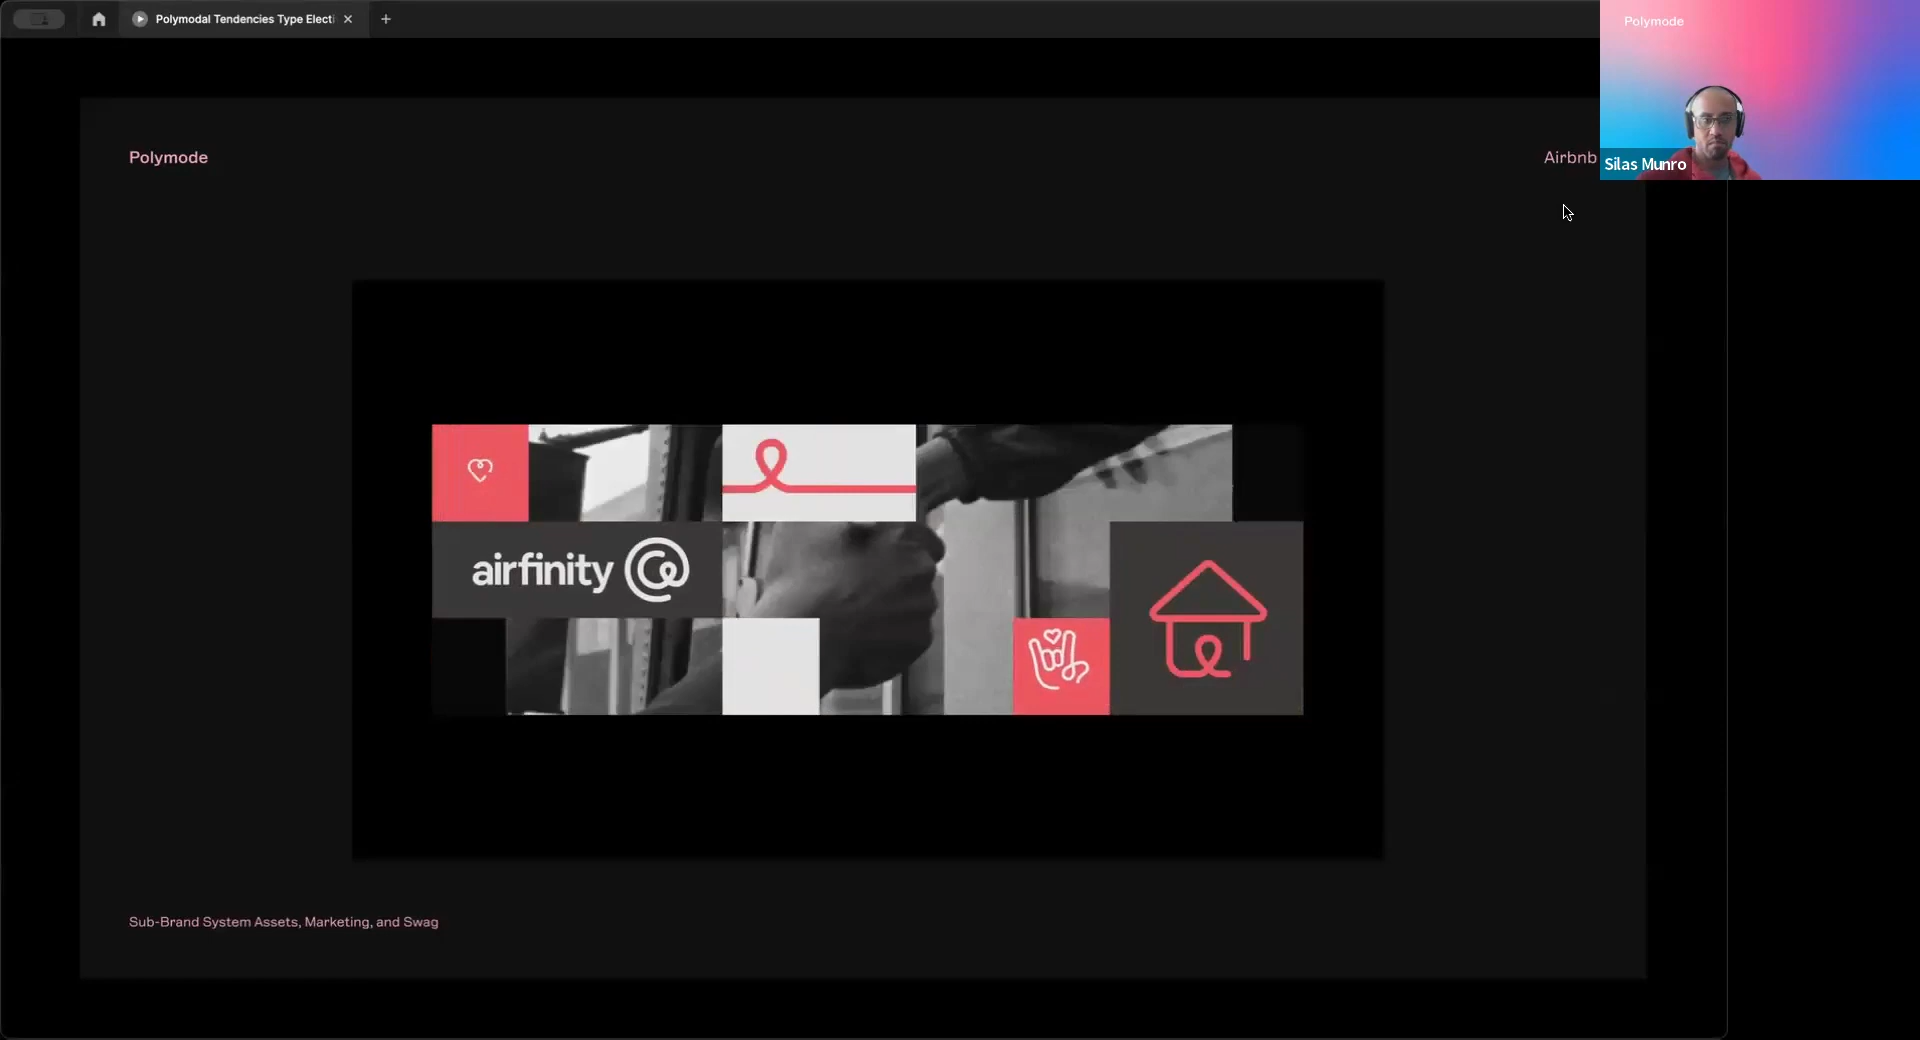 Polymodal Tendencies Type Electi
Polymode
Polymode
Airbnb
Silas Munro
airfinity @
Sub-Brand System Assets, Marketing, and Swag